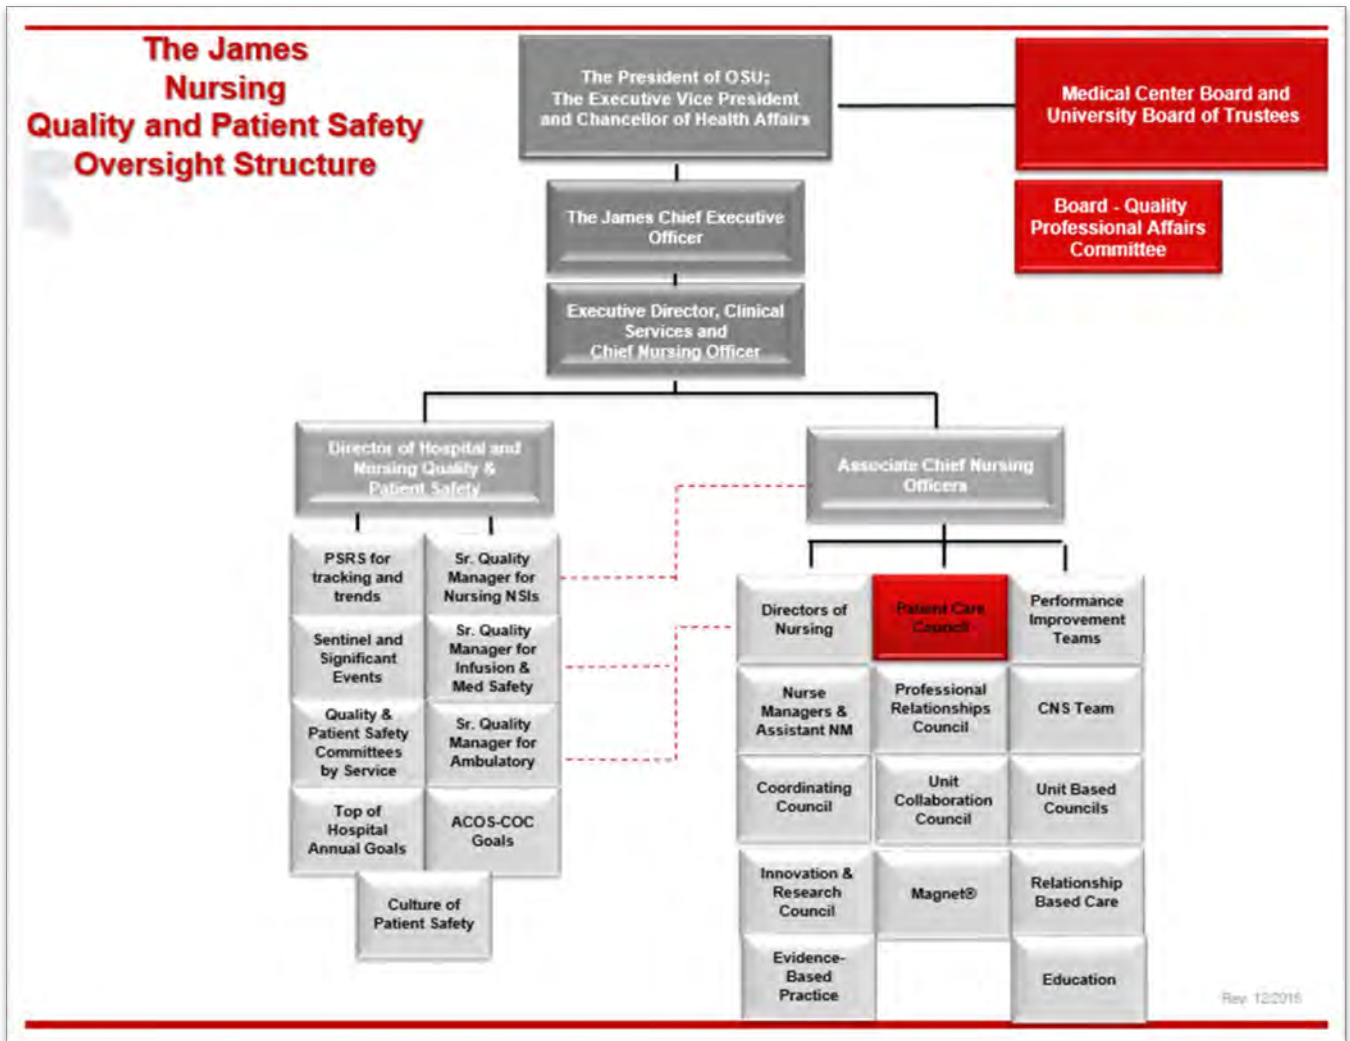 The James
Nursing
Quality and Patient Safety
Oversight Structure
The President of OSU;
The Executive Vice President
and Chancellor of Health Affairs
Medical Center Board and
University Board of Trustees
Board - Quality
Professional Affairs
Committee
The James Chief Executive
Officer
Executive Director, Clinical
Services and
Chief Nursing Officer
Director of Hospital and
Nursing Quality &
Patient Safety
Associate Chief Nursing
Officers
PSRS for
tracking and
trends
Sr. Quality
Manager for
Nursing NSIs
Sentinel and
Significant
Events
Sr. Quality
Manager for
Infusion &
Med Safety
Quality &
Patient Safety
Committees
by Service
Sr. Quality
Manager for
Ambulatory
Top of
Hospital
Annual Goals
ACOS-COC
Goals
Culture of
Patient Safety
Directors of
Nursing
Patient Care
Council
Performance
Improvement
Teams
Nurse
Managers &
Assistant NM
Professional
Relationships
Council
CNS Team
Coordinating
Council
Unit
Collaboration
Council
Unit Based
Councils
Innovation &
Research
Council
Magnet®
Relationship
Based Care
Evidence-
Based
Practice
Education
Rev. 12/2016